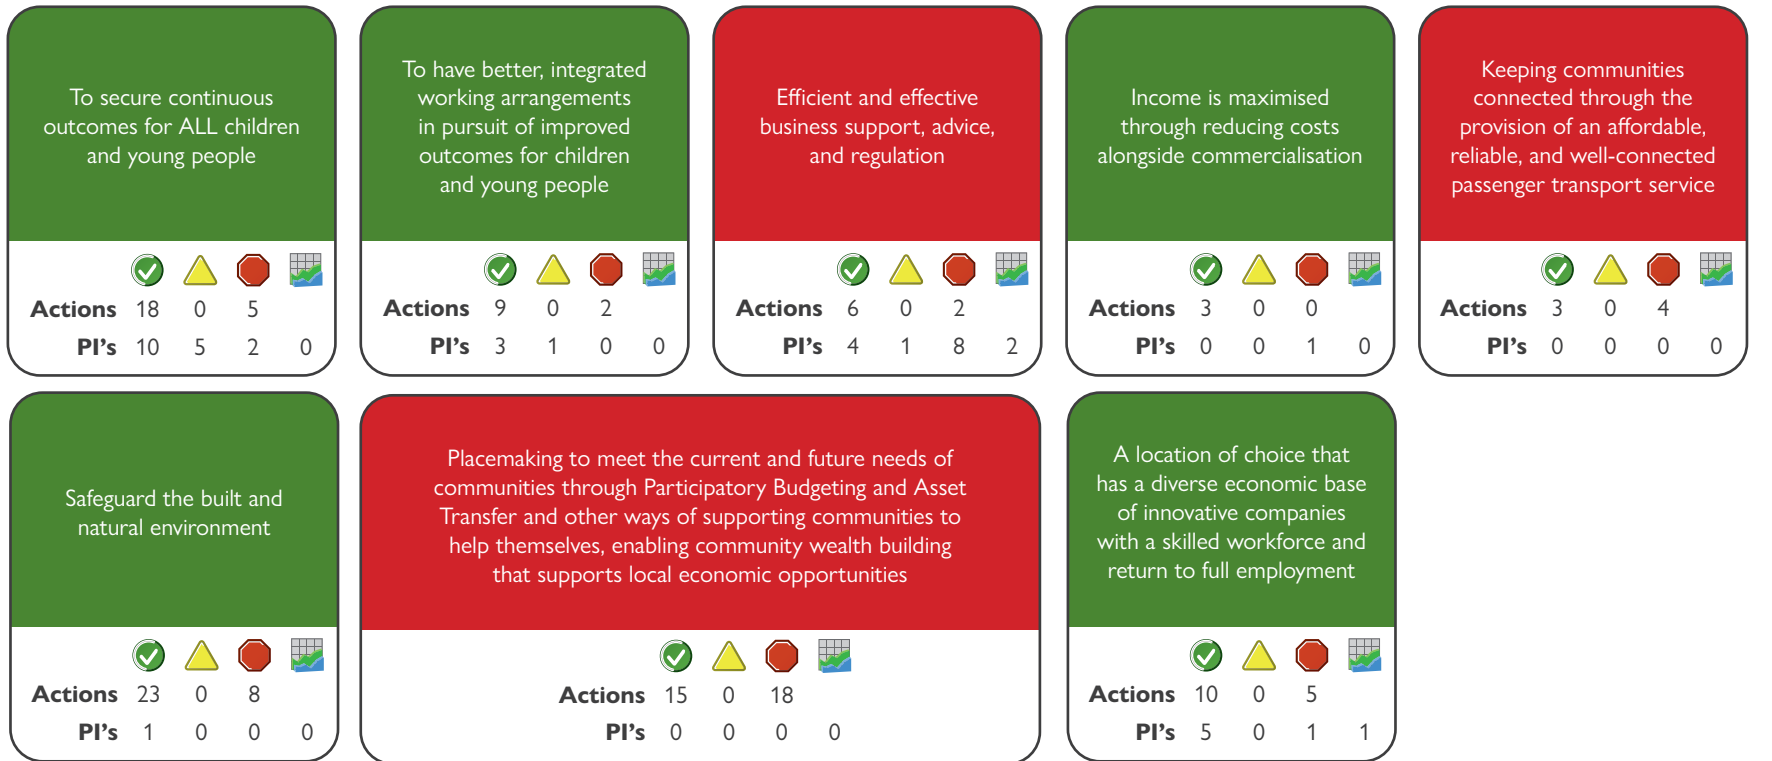 To secure continuous
outcomes for ALL children
and young people
Actions 18 0 5
PI's 10 5 2 0
To have better, integrated
working arrangements
in pursuit of improved
outcomes for children
and young people
Actions 9 0 2
PI's 3 1 0 0
Efficient and effective
business support, advice,
and regulation
Actions 6 0 2
PI's 4 1 8 2
Income is maximised
through reducing costs
alongside commercialisation
Actions 3 0 0
PI's 0 0 1 0
Keeping communities
connected through the
provision of an affordable,
reliable, and well-connected
passenger transport service
Actions 3 0 4
PI's 0 0 0 0
Safeguard the built and
natural environment
Actions 23 0 8
PI's 1 0 0 0
Placemaking to meet the current and future needs of
communities through Participatory Budgeting and Asset
Transfer and other ways of supporting communities to
help themselves, enabling community wealth building
that supports local economic opportunities
Actions 15 0 18
PI's 0 0 0 0
A location of choice that
has a diverse economic base
of innovative companies
with a skilled workforce and
return to full employment
Actions 10 0 5
PI's 5 0 1 1